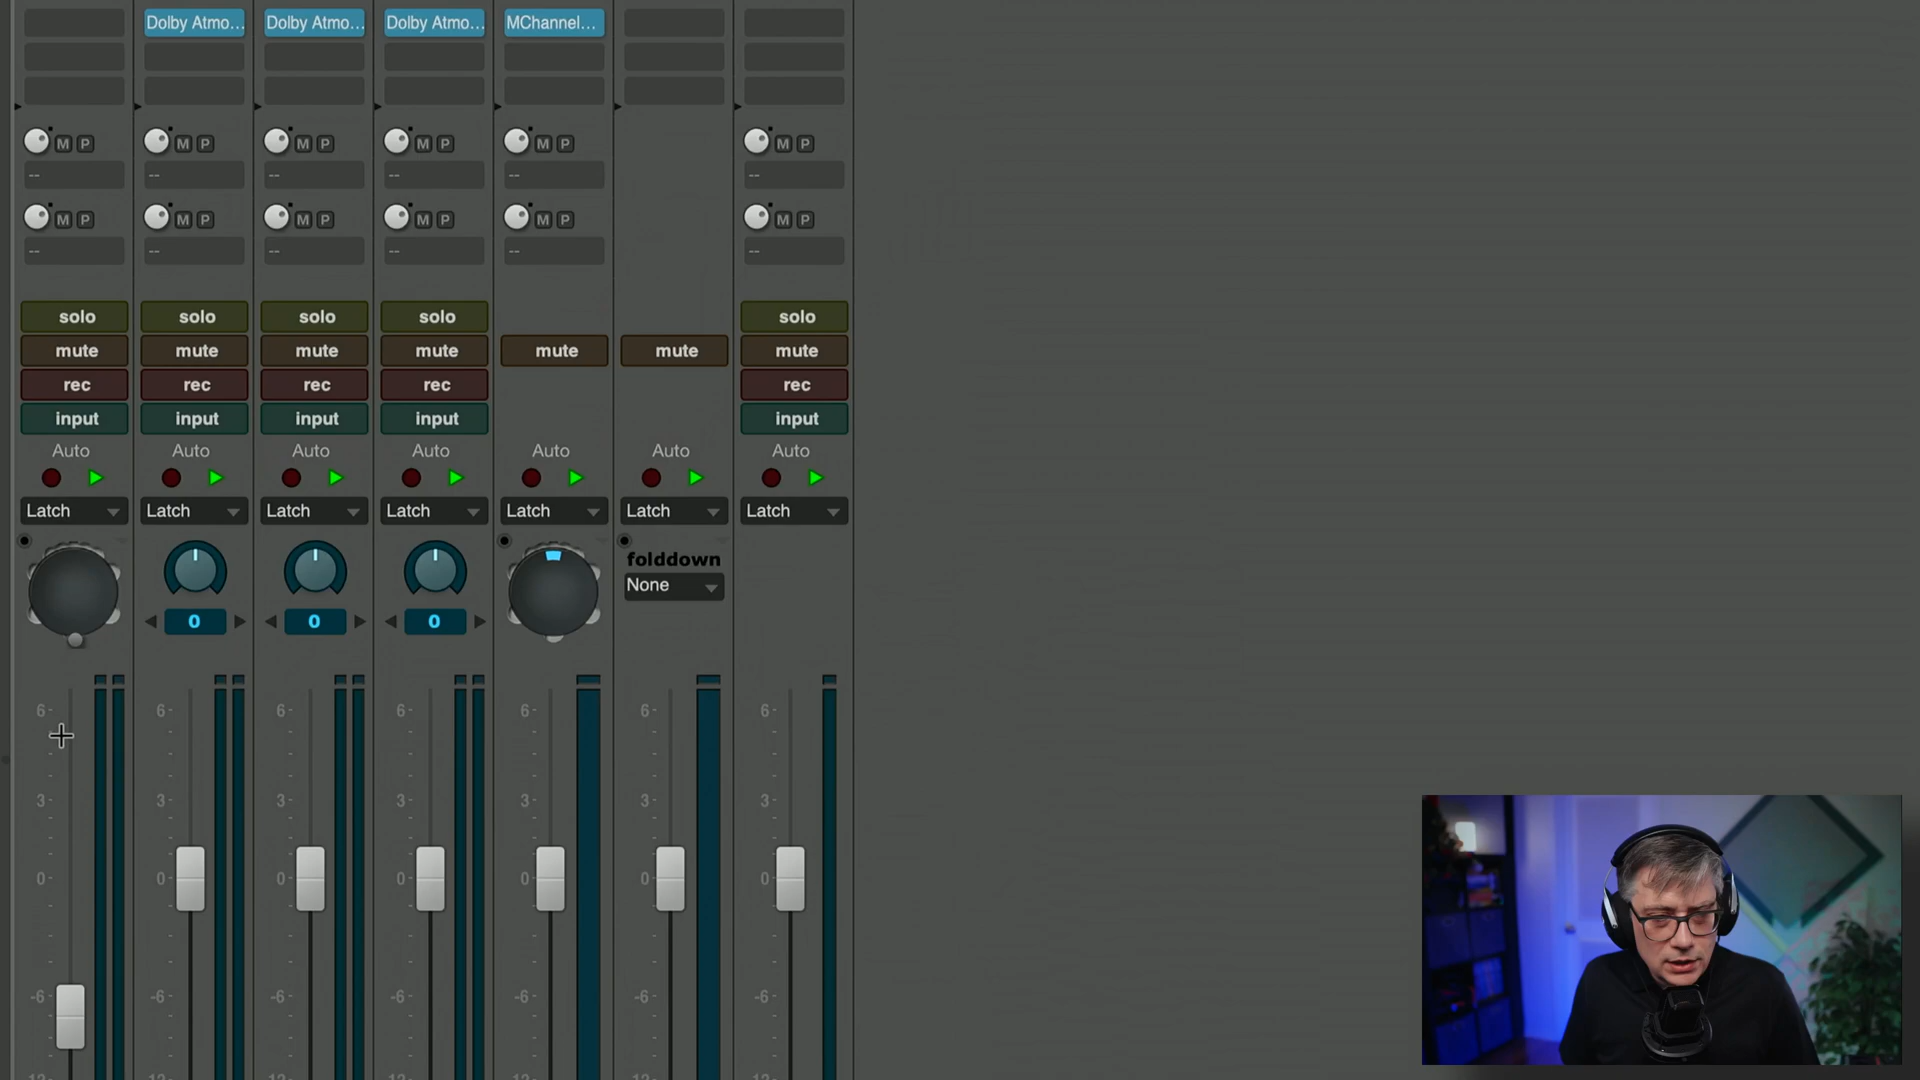 Dolby Atmo... Dolby Atmo... Dolby Atmo... MChannel...
M P M P M P M P M P M P
-- -- -- -- -- --
M P M P M P M P M P M P
-- -- -- -- -- --
solo solo solo solo solo
mute mute mute mute mute mute mute
rec rec rec rec rec
input input input input input
Auto Auto Auto Auto Auto Auto Auto
Latch Latch Latch Latch Latch Latch Latch
folddown
None
0 0 0
6 6 6 6 6 6 6
3 3 3 3 3 3 3
0 0 0 0 0 0 0
-6 -6 -6 -6 -6 -6 -6